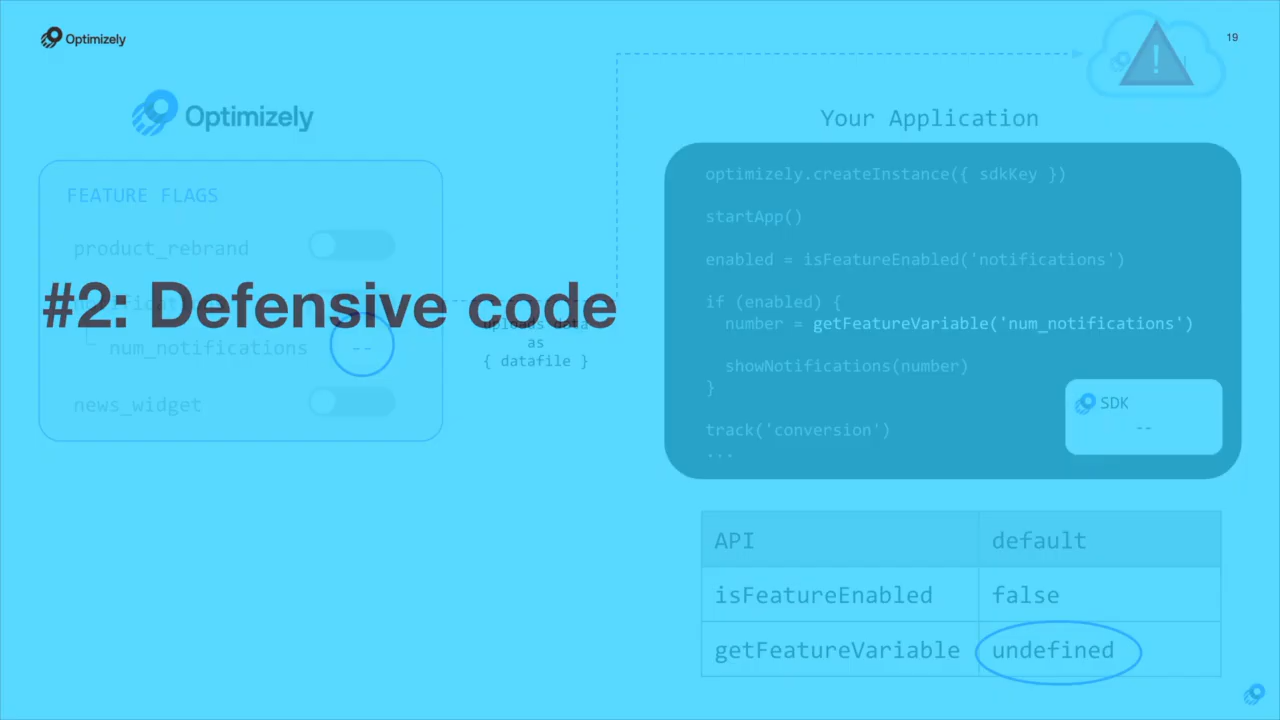 Optimizely
19
Optimizely
FEATURE FLAGS
product_rebrand
num_notifications --
news_widget
#2: Defensive code
uploads data
as
{ datafile }
Your Application
optimizely.createInstance({ sdkKey })
startApp()
enabled = isFeatureEnabled('notifications')
if (enabled) {
number = getFeatureVariable('num_notifications')
showNotifications(number)
}
track('conversion')
...
SDK
--
API default
isFeatureEnabled false
getFeatureVariable undefined